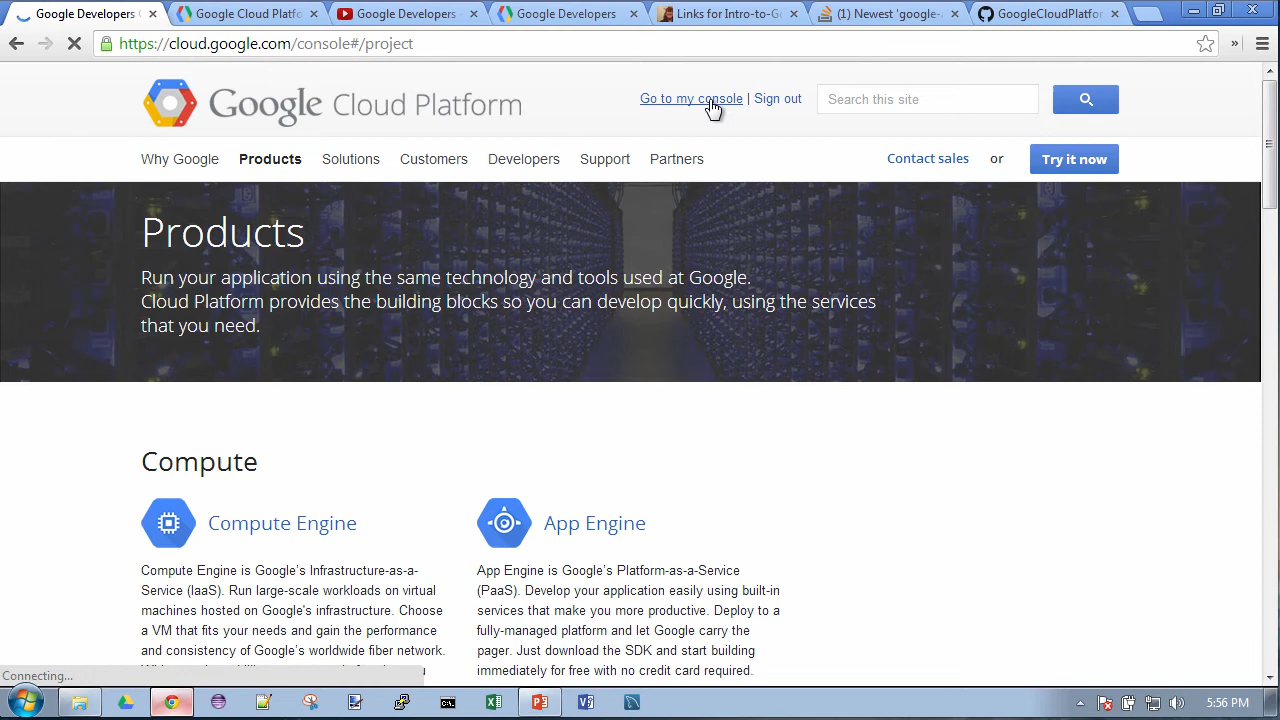 Google Developers
Google Cloud Platfo
Google Developers
Google Developers
Links for Intro-to-G
(1) Newest 'google-
GoogleCloudPlatfor
https://cloud.google.com/console#/project
Google Cloud Platform
Go to my console | Sign out
Search this site
Why Google
Products
Solutions
Customers
Developers
Support
Partners
Contact sales
or
Try it now
Products
Run your application using the same technology and tools used at Google.
Cloud Platform provides the building blocks so you can develop quickly, using the services
that you need.
Compute
Compute Engine
Compute Engine is Google's Infrastructure-as-a-
Service (IaaS). Run large-scale workloads on virtual
machines hosted on Google's infrastructure. Choose
a VM that fits your needs and gain the performance
and consistency of Google's worldwide fiber network.
App Engine
App Engine is Google's Platform-as-a-Service
(PaaS). Develop your application easily using built-in
services that make you more productive. Deploy to a
fully-managed platform and let Google carry the
pager. Just download the SDK and start building
immediately for free with no credit card required.
Connecting...
5:56 PM